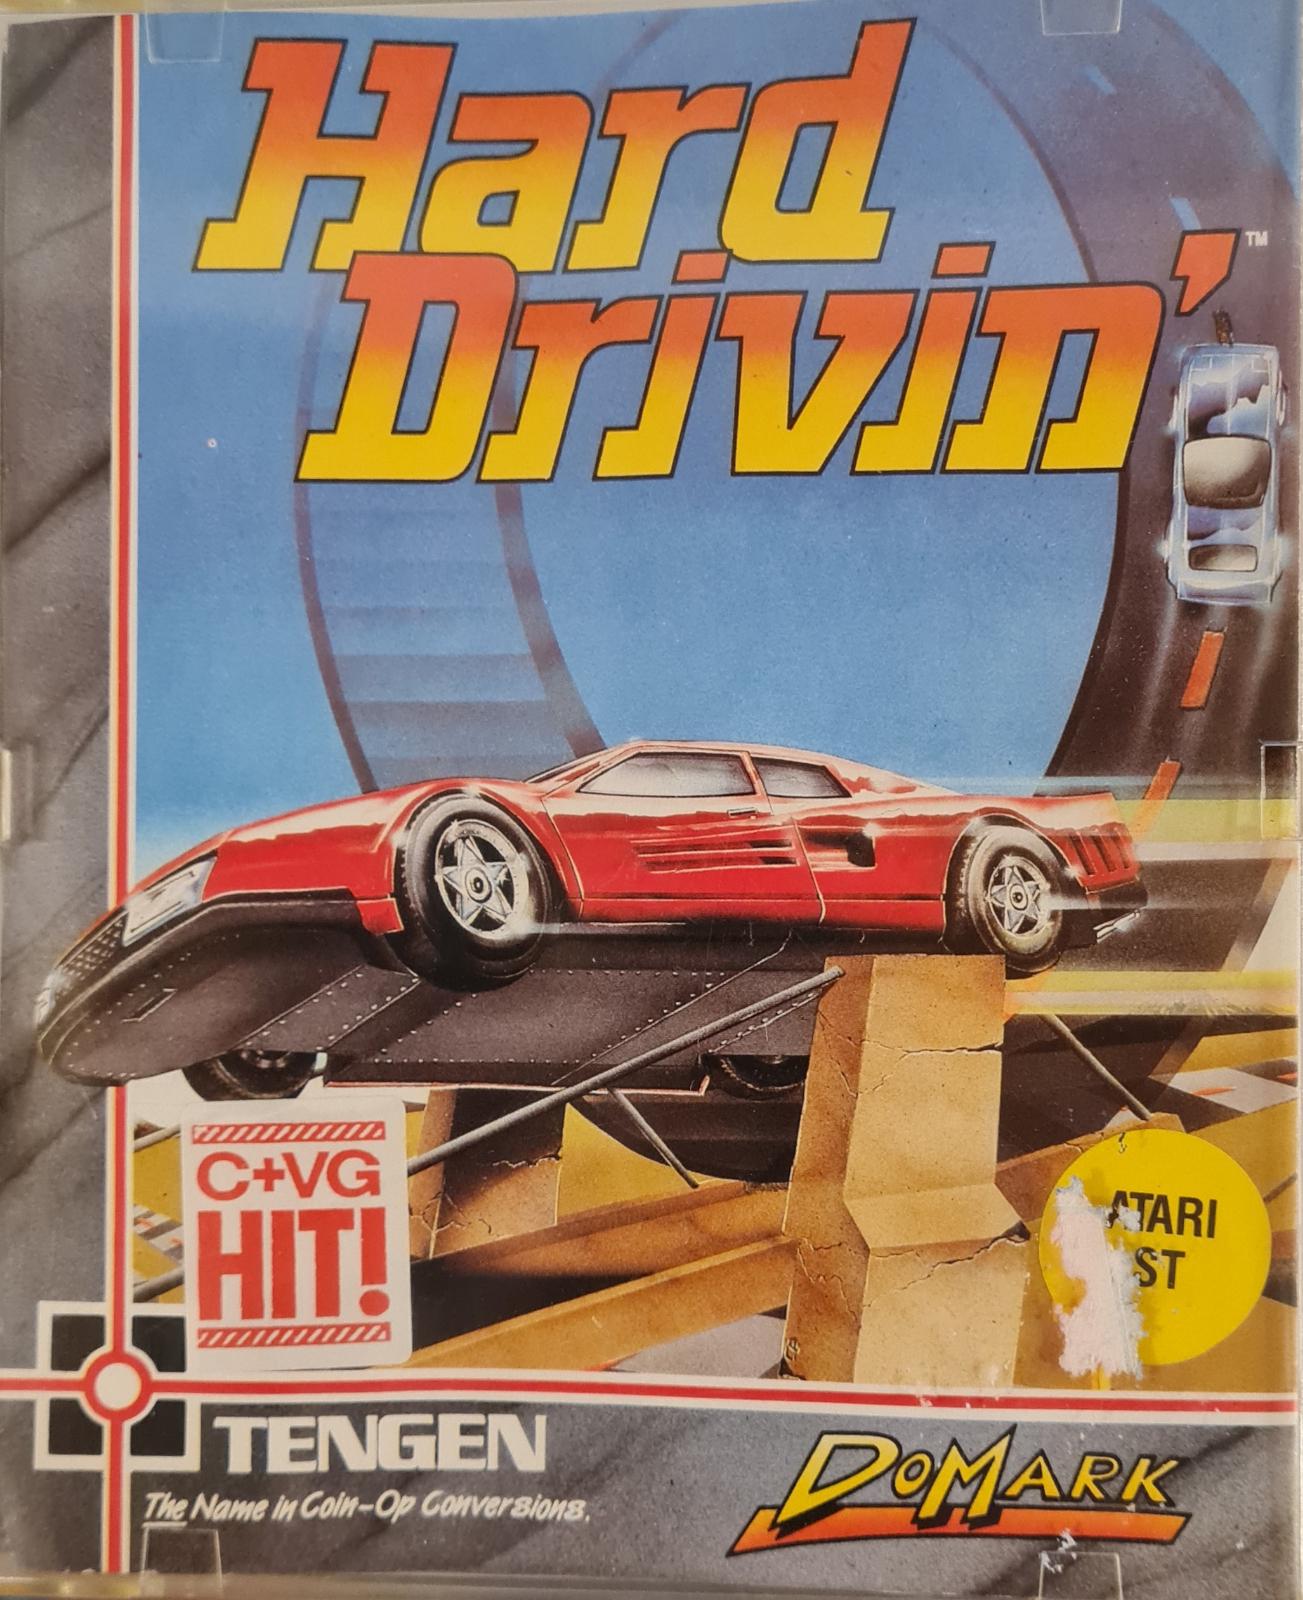 Hard
Drivin'™
C+VG
HIT!
ATARI
ST
TENGEN
The Name in Coin-Op Conversions.
DOMARK